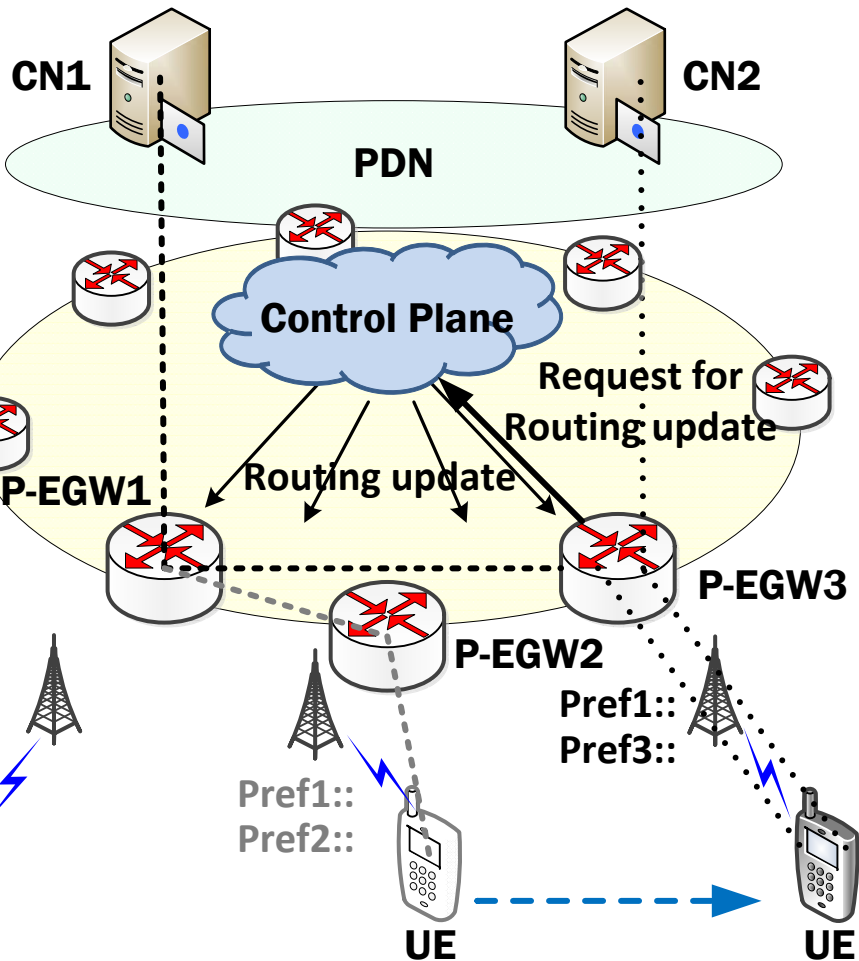 CN1
CN2
PDN
Control Plane
Request for
Routing update
Routing update
P-EGW1
P-EGW3
P-EGW2
Pref1::
Pref3::
Pref1::
Pref2::
UE
UE